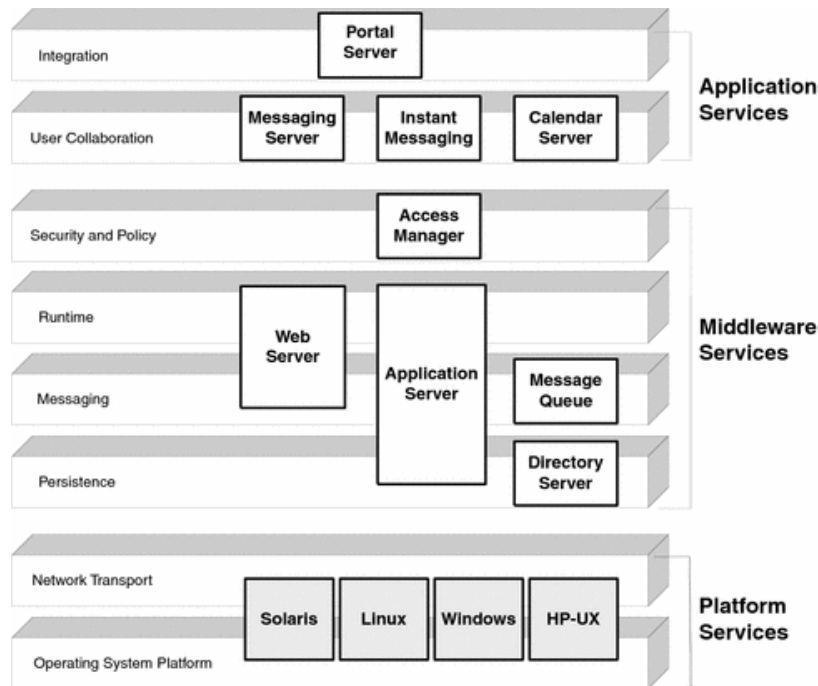 Portal
Server
Integration
Application
Services
Messaging
Server
Instant
Messaging
Calendar
Server
User Collaboration
Access
Manager
Security and Policy
Runtime
Web
Server
Middleware
Services
Application
Server
Message
Queue
Messaging
Directory
Server
Persistence
Network Transport
Solaris
Linux
Windows
HP-UX
Platform
Services
Operating System Platform